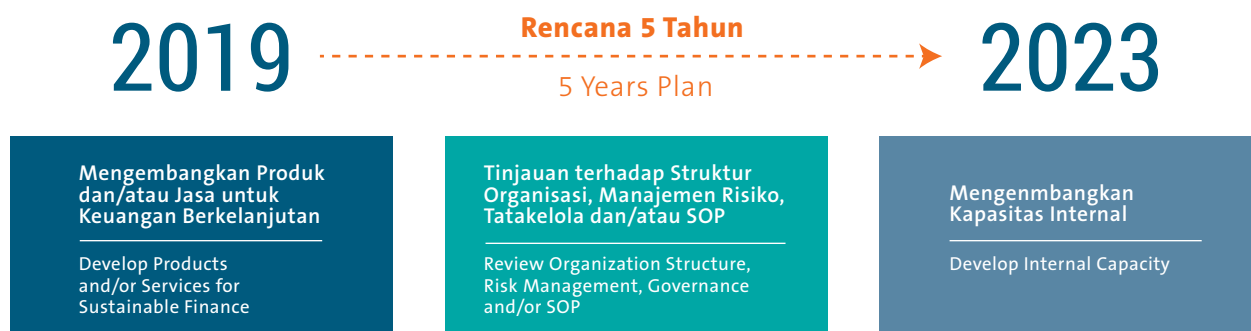 2019
Rencana 5 Tahun
5 Years Plan
2023
Mengembangkan Produk
dan/atau Jasa untuk
Keuangan Berkelanjutan
Develop Products
and/or Services for
Sustainable Finance
Tinjauan terhadap Struktur
Organisasi, Manajemen Risiko,
Tatakelola dan/atau SOP
Review Organization Structure,
Risk Management, Governance
and/or SOP
Mengenmbangkan
Kapasitas Internal
Develop Internal Capacity